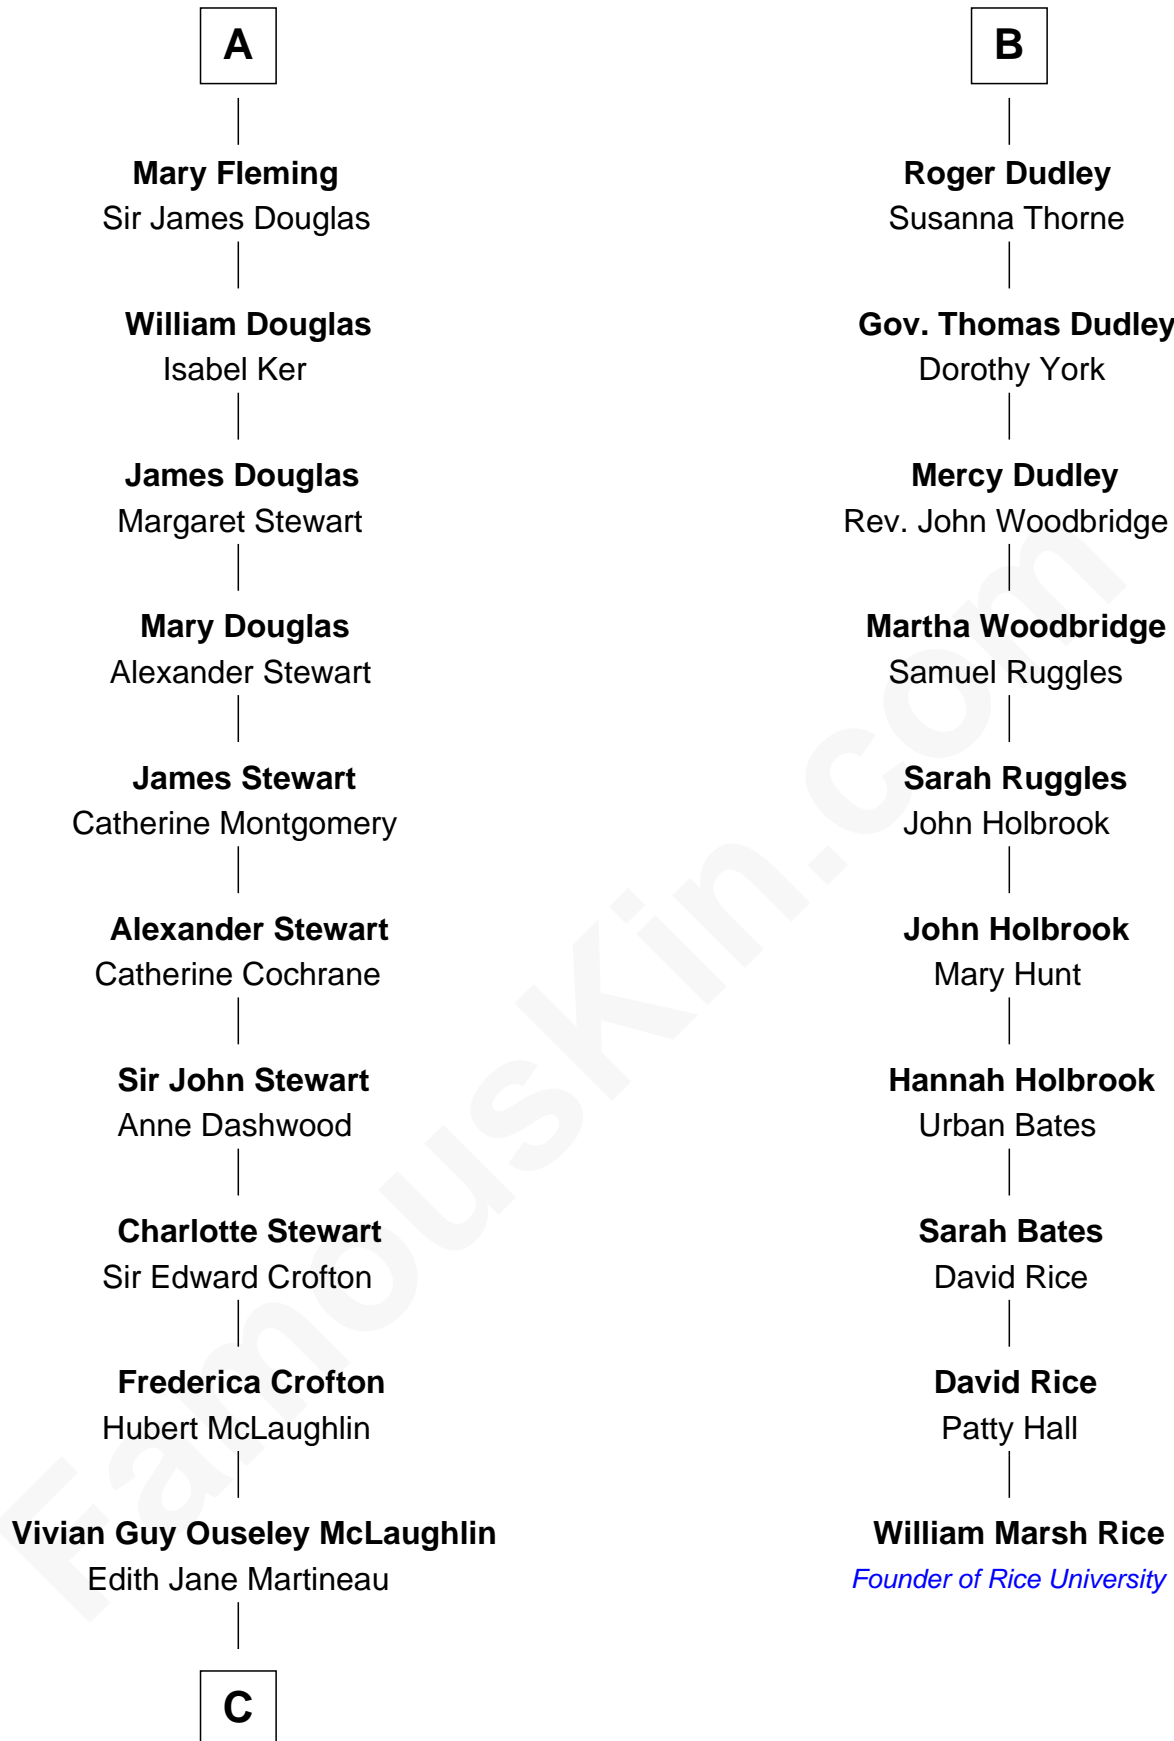 A
Mary Fleming
Sir James Douglas
William Douglas
Isabel Ker
James Douglas
Margaret Stewart
Mary Douglas
Alexander Stewart
James Stewart
Catherine Montgomery
Alexander Stewart
Catherine Cochrane
Sir John Stewart
Anne Dashwood
Charlotte Stewart
Sir Edward Crofton
Frederica Crofton
Hubert McLaughlin
Vivian Guy Ouseley McLaughlin
Edith Jane Martineau
C
B
Roger Dudley
Susanna Thorne
Gov. Thomas Dudley
Dorothy York
Mercy Dudley
Rev. John Woodbridge
Martha Woodbridge
Samuel Ruggles
Sarah Ruggles
John Holbrook
John Holbrook
Mary Hunt
Hannah Holbrook
Urban Bates
Sarah Bates
David Rice
David Rice
Patty Hall
William Marsh Rice
Founder of Rice University
FamousKin.com